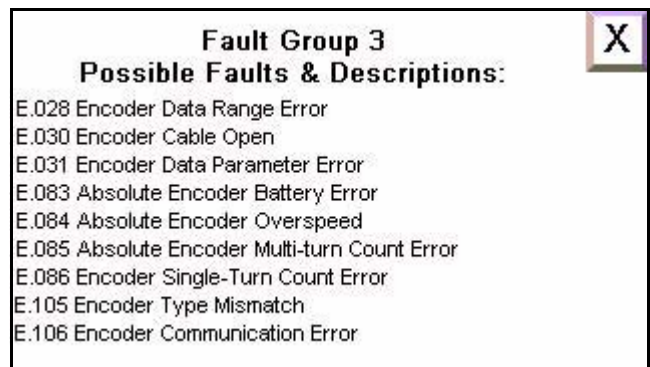 Fault Group 3
X
Possible Faults & Descriptions:
E.028 Encoder Data Range Error
E.030 Encoder Cable Open
E.031 Encoder Data Parameter Error
E.083 Absolute Encoder Battery Error
E.084 Absolute Encoder Overspeed
E.085 Absolute Encoder Multi-turn Count Error
E.086 Encoder Single-Turn Count Error
E.105 Encoder Type Mismatch
E.106 Encoder Communication Error